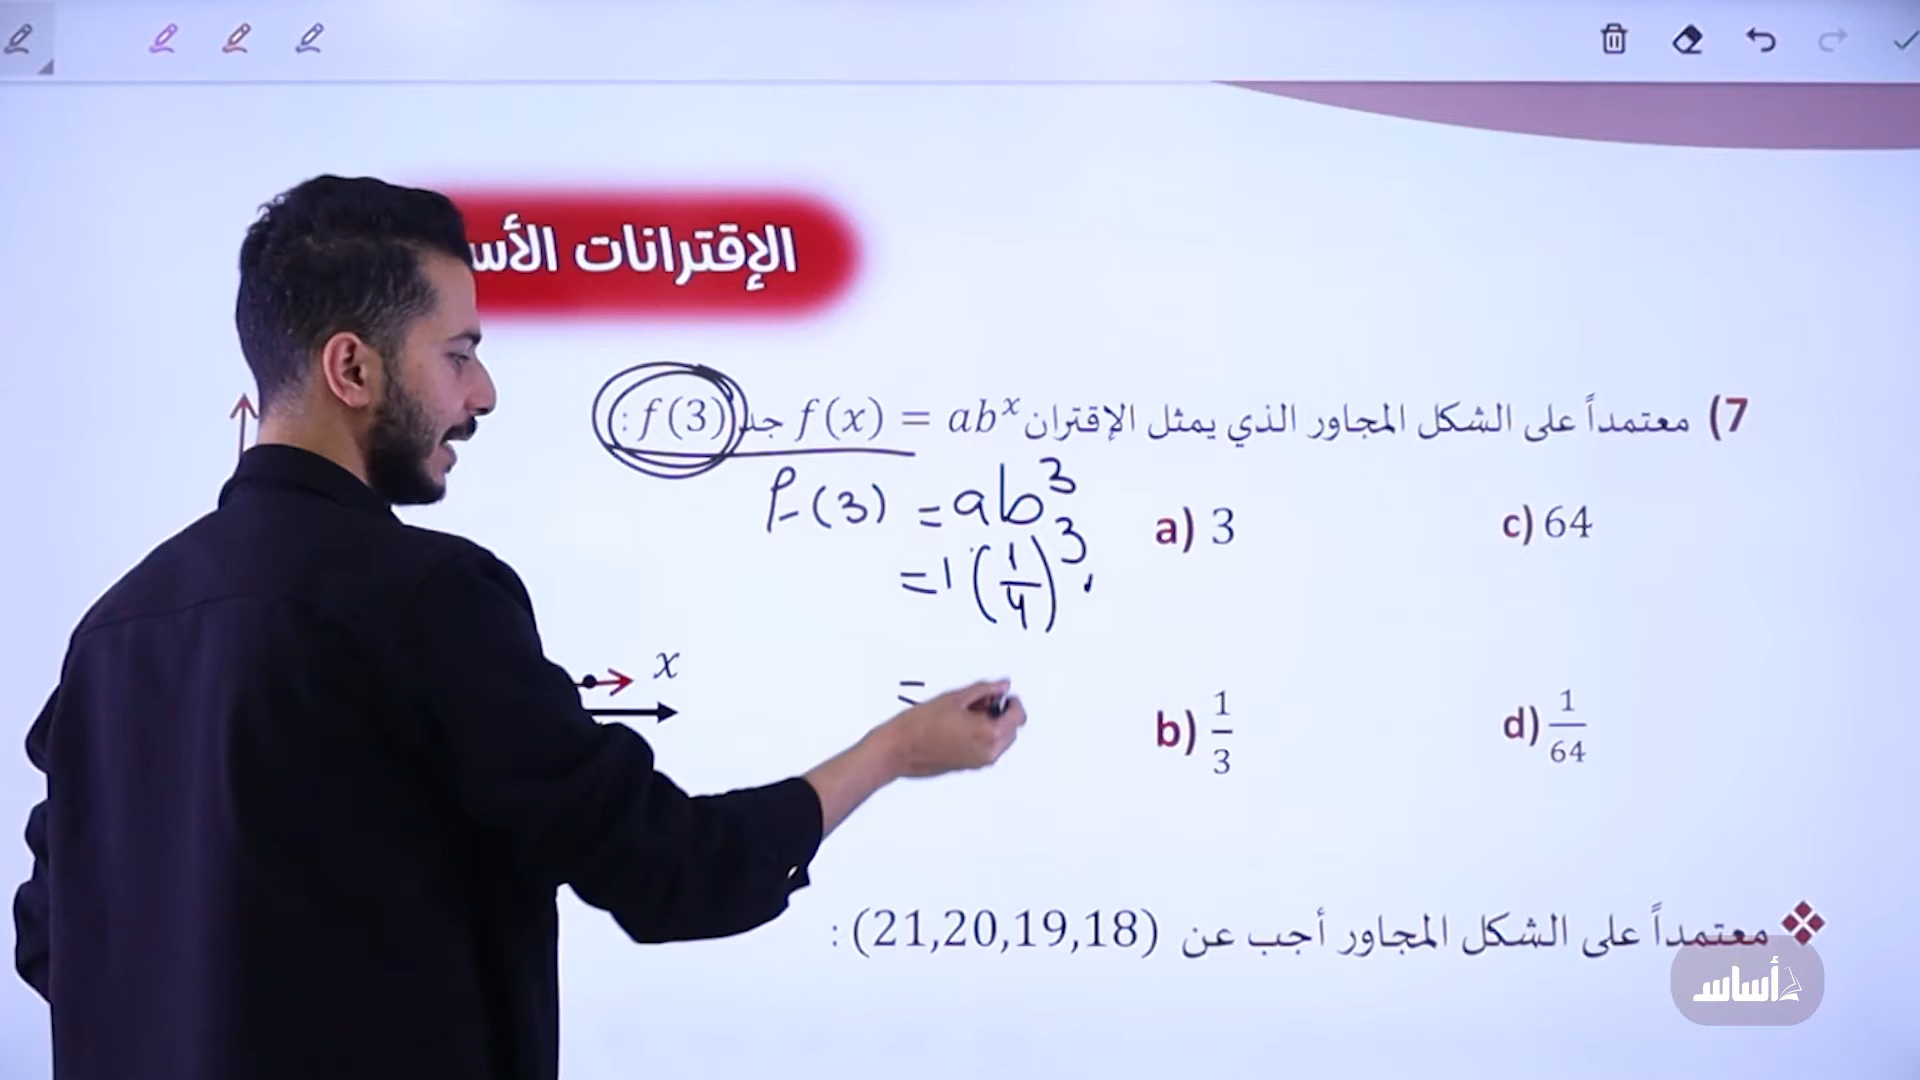 الإقترانات الأس
7) معتمداً على الشكل المجاور الذي يمثل الإقتران f(x) = ab^x جد f(3) :
f(3) = ab^3
= 1(1/4)^3
=
a) 3
c) 64
x
b) 1/3
d) 1/64
❖ معتمداً على الشكل المجاور أجب عن (21,20,19,18) :
أساس